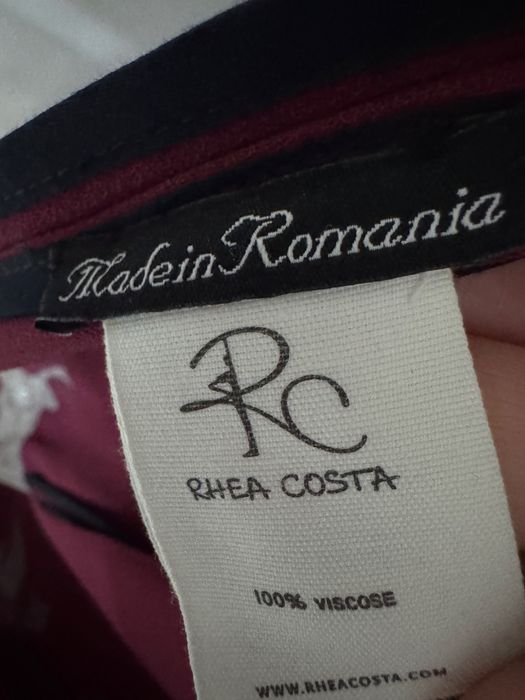 Made in Romania
RC
RHEA COSTA
100% VISCOSE
WWW.RHEACOSTA.COM